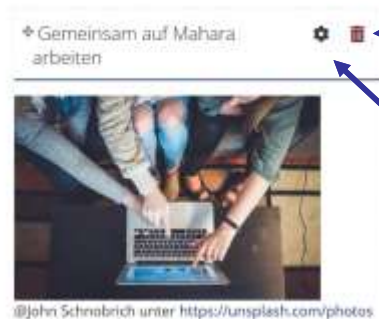 Gemeinsam auf Mahara
arbeiten
@John Schnobrich unter https://unsplash.com/photos